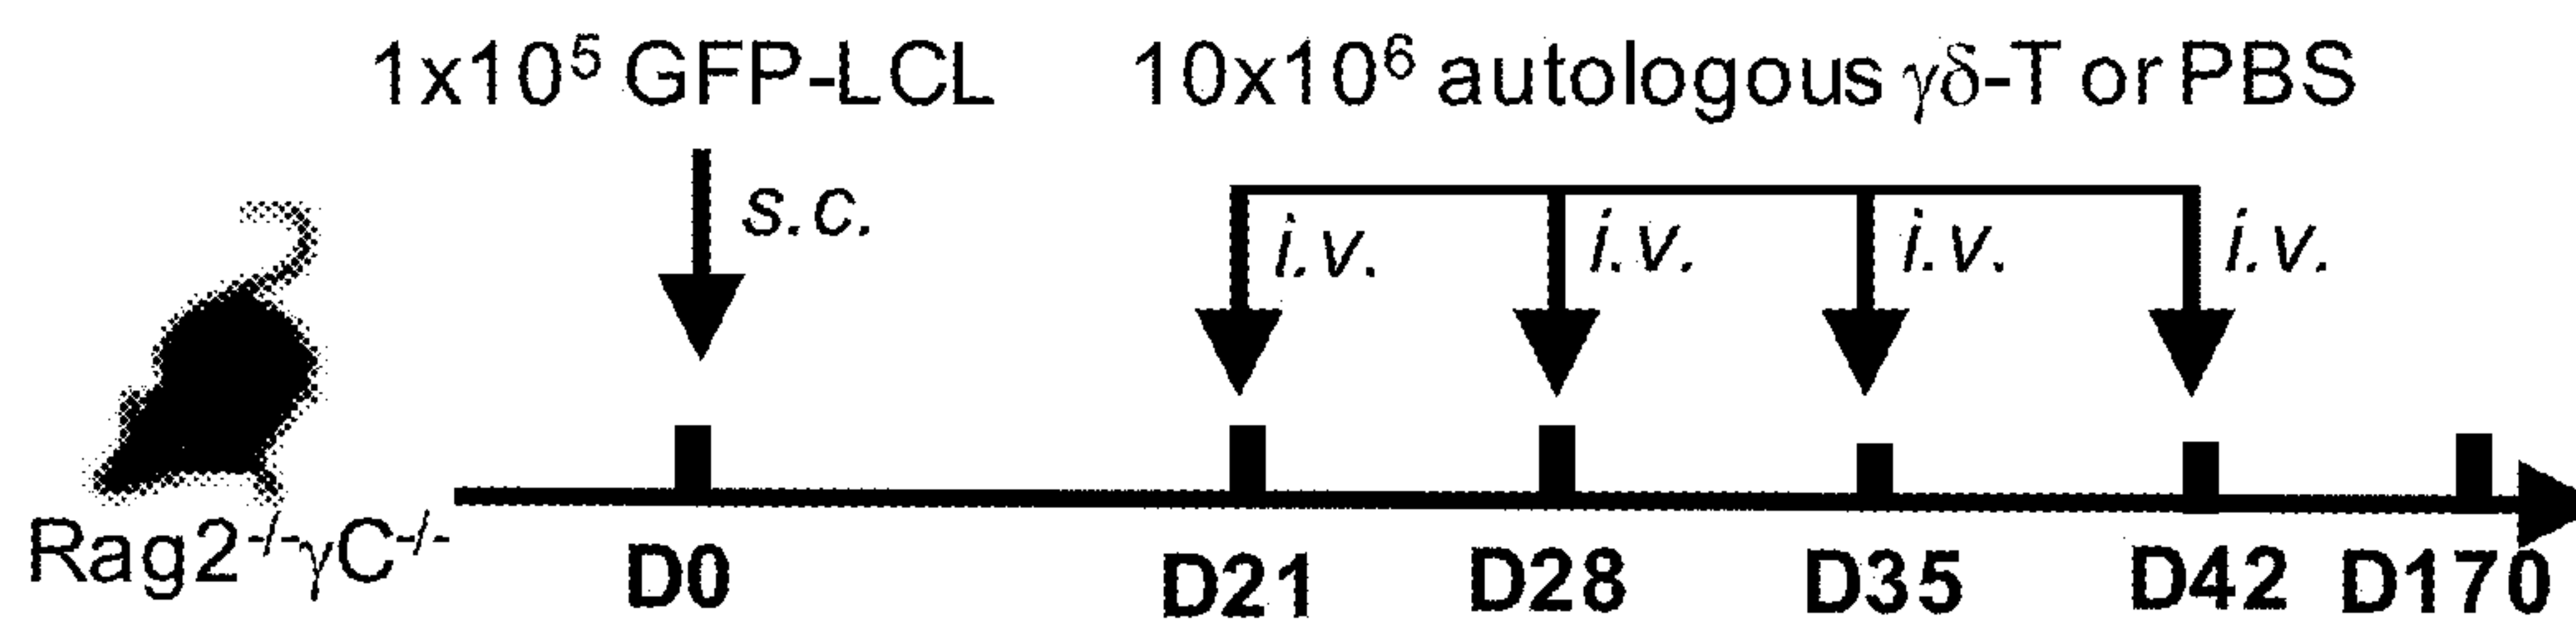 1x10⁵ GFP-LCL 10x10⁶ autologous γδ-T or PBS
s.c. i.v. i.v. i.v. i.v.
Rag2⁻/⁻γC⁻/⁻ D0 D21 D28 D35 D42 D170